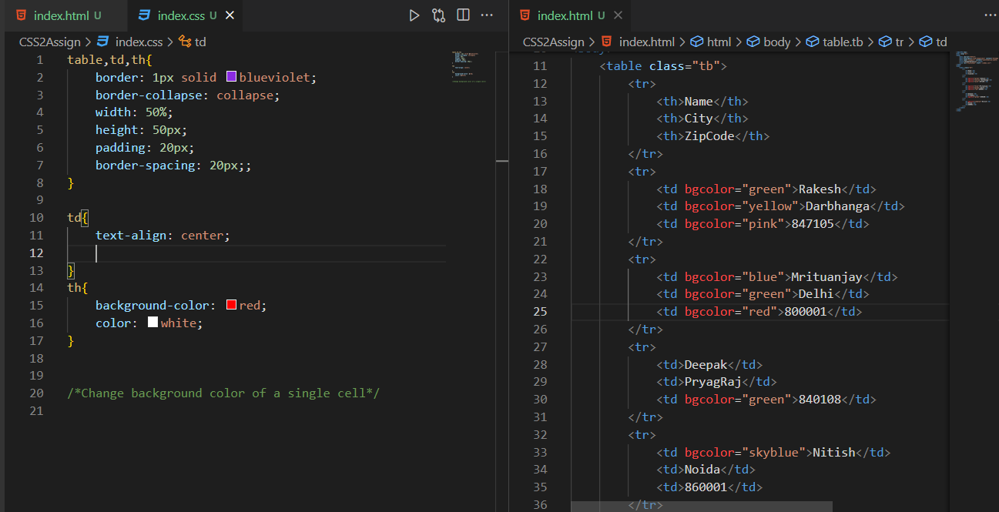 index.html U
index.css U
CSS2Assign > index.css > td
1 table,td,th{
2 border: 1px solid blueviolet;
3 border-collapse: collapse;
4 width: 50%;
5 height: 50px;
6 padding: 20px;
7 border-spacing: 20px;;
8 }
9
10 td{
11 text-align: center;
12
13 }
14 th{
15 background-color: red;
16 color: white;
17 }
18
19
20 /*Change background color of a single cell*/
21
index.html U
CSS2Assign > index.html > html > body > table.tb > tr > td
11 <table class="tb">
12 <tr>
13 <th>Name</th>
14 <th>City</th>
15 <th>ZipCode</th>
16 </tr>
17 <tr>
18 <td bgcolor="green">Rakesh</td>
19 <td bgcolor="yellow">Darbhanga</td>
20 <td bgcolor="pink">847105</td>
21 </tr>
22 <tr>
23 <td bgcolor="blue">Mrituanjay</td>
24 <td bgcolor="green">Delhi</td>
25 <td bgcolor="red">800001</td>
26 </tr>
27 <tr>
28 <td>Deepak</td>
29 <td>PryagRaj</td>
30 <td bgcolor="green">840108</td>
31 </tr>
32 <tr>
33 <td bgcolor="skyblue">Nitish</td>
34 <td>Noida</td>
35 <td>860001</td>
36 </tr>